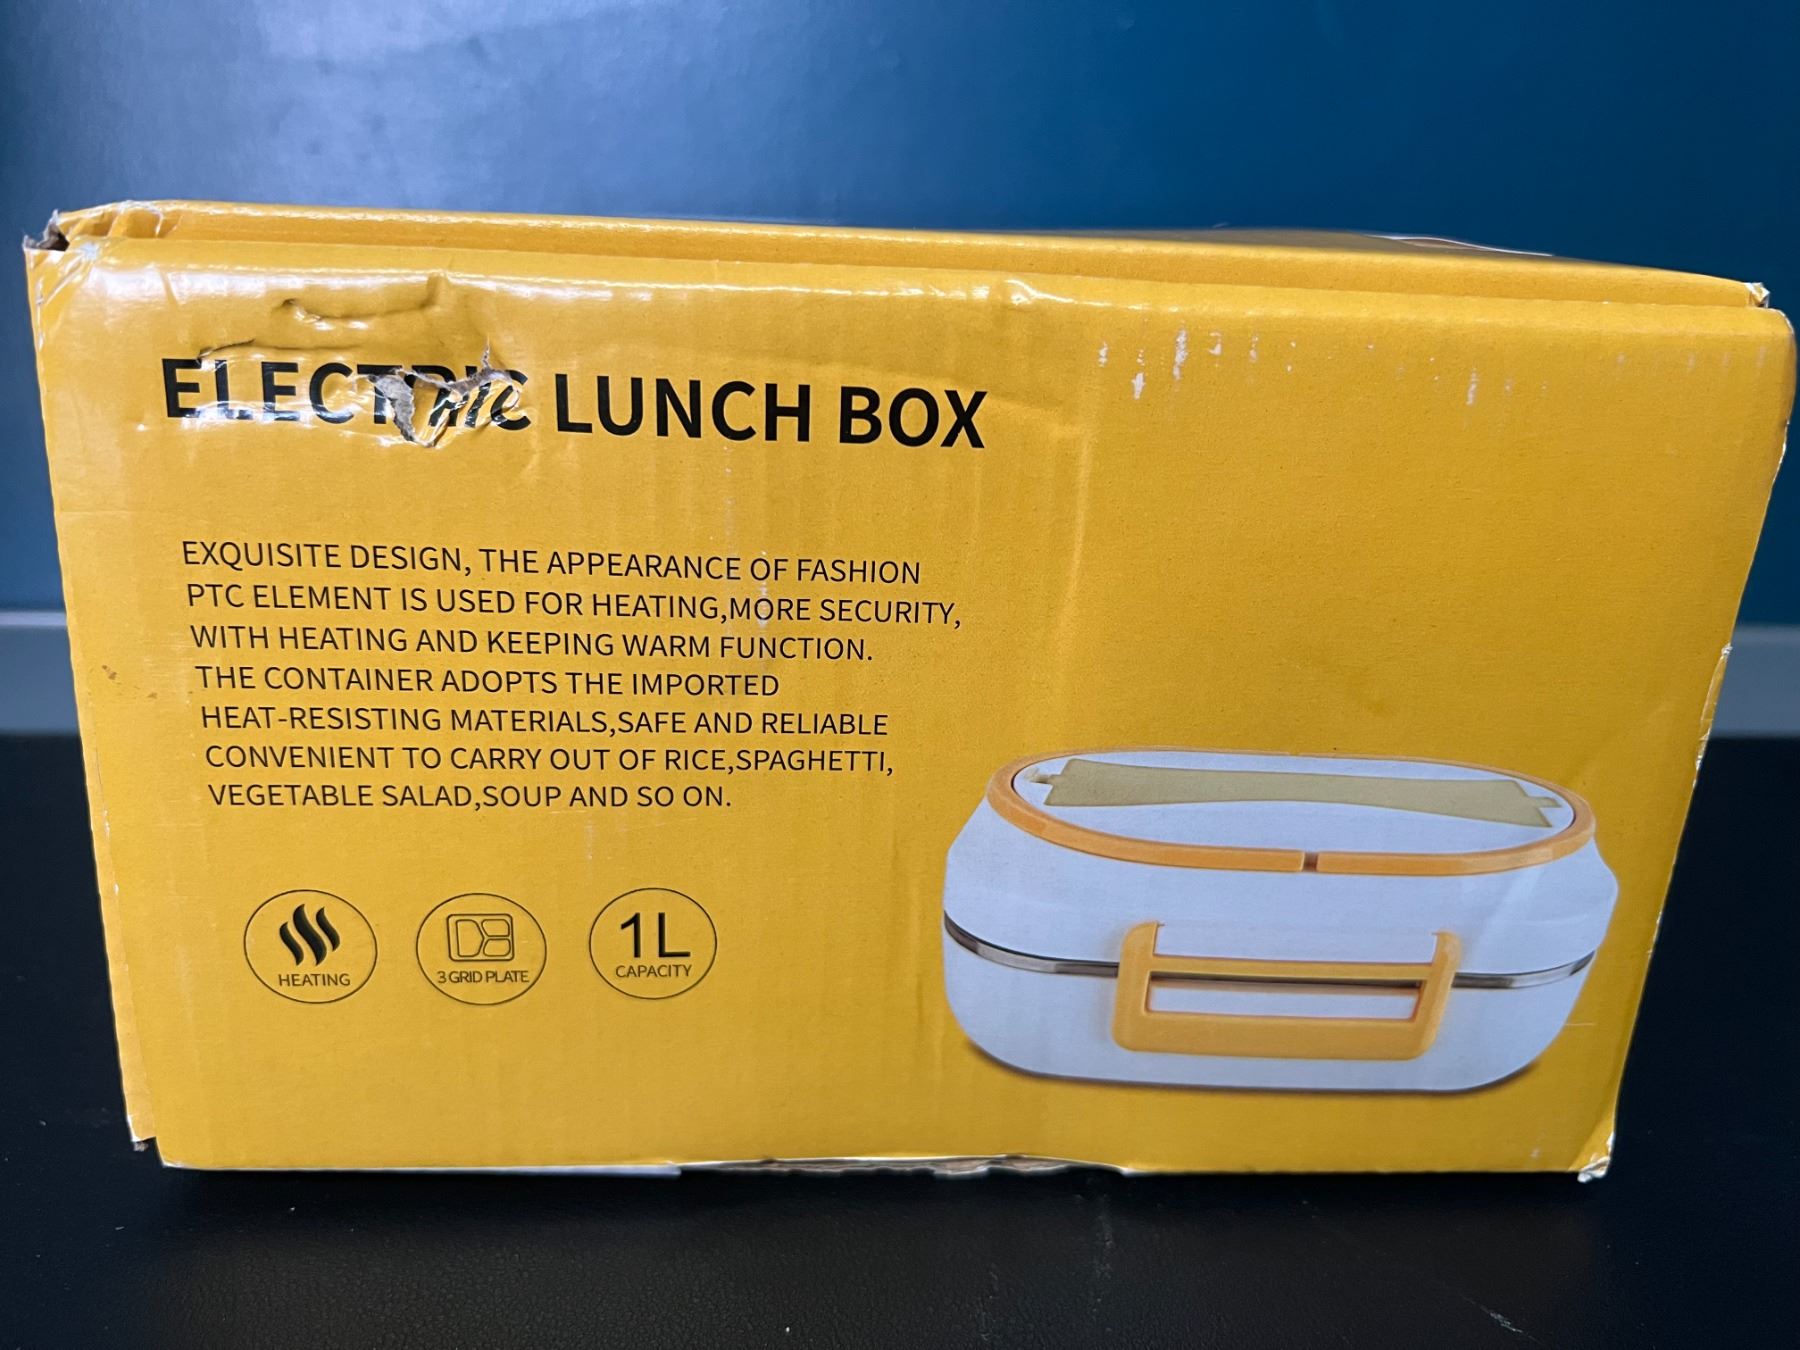 ELECTRIC LUNCH BOX
EXQUISITE DESIGN, THE APPEARANCE OF FASHION
PTC ELEMENT IS USED FOR HEATING,MORE SECURITY,
WITH HEATING AND KEEPING WARM FUNCTION.
THE CONTAINER ADOPTS THE IMPORTED
HEAT-RESISTING MATERIALS,SAFE AND RELIABLE
CONVENIENT TO CARRY OUT OF RICE,SPAGHETTI,
VEGETABLE SALAD,SOUP AND SO ON.
HEATING
3 GRID PLATE
1L
CAPACITY